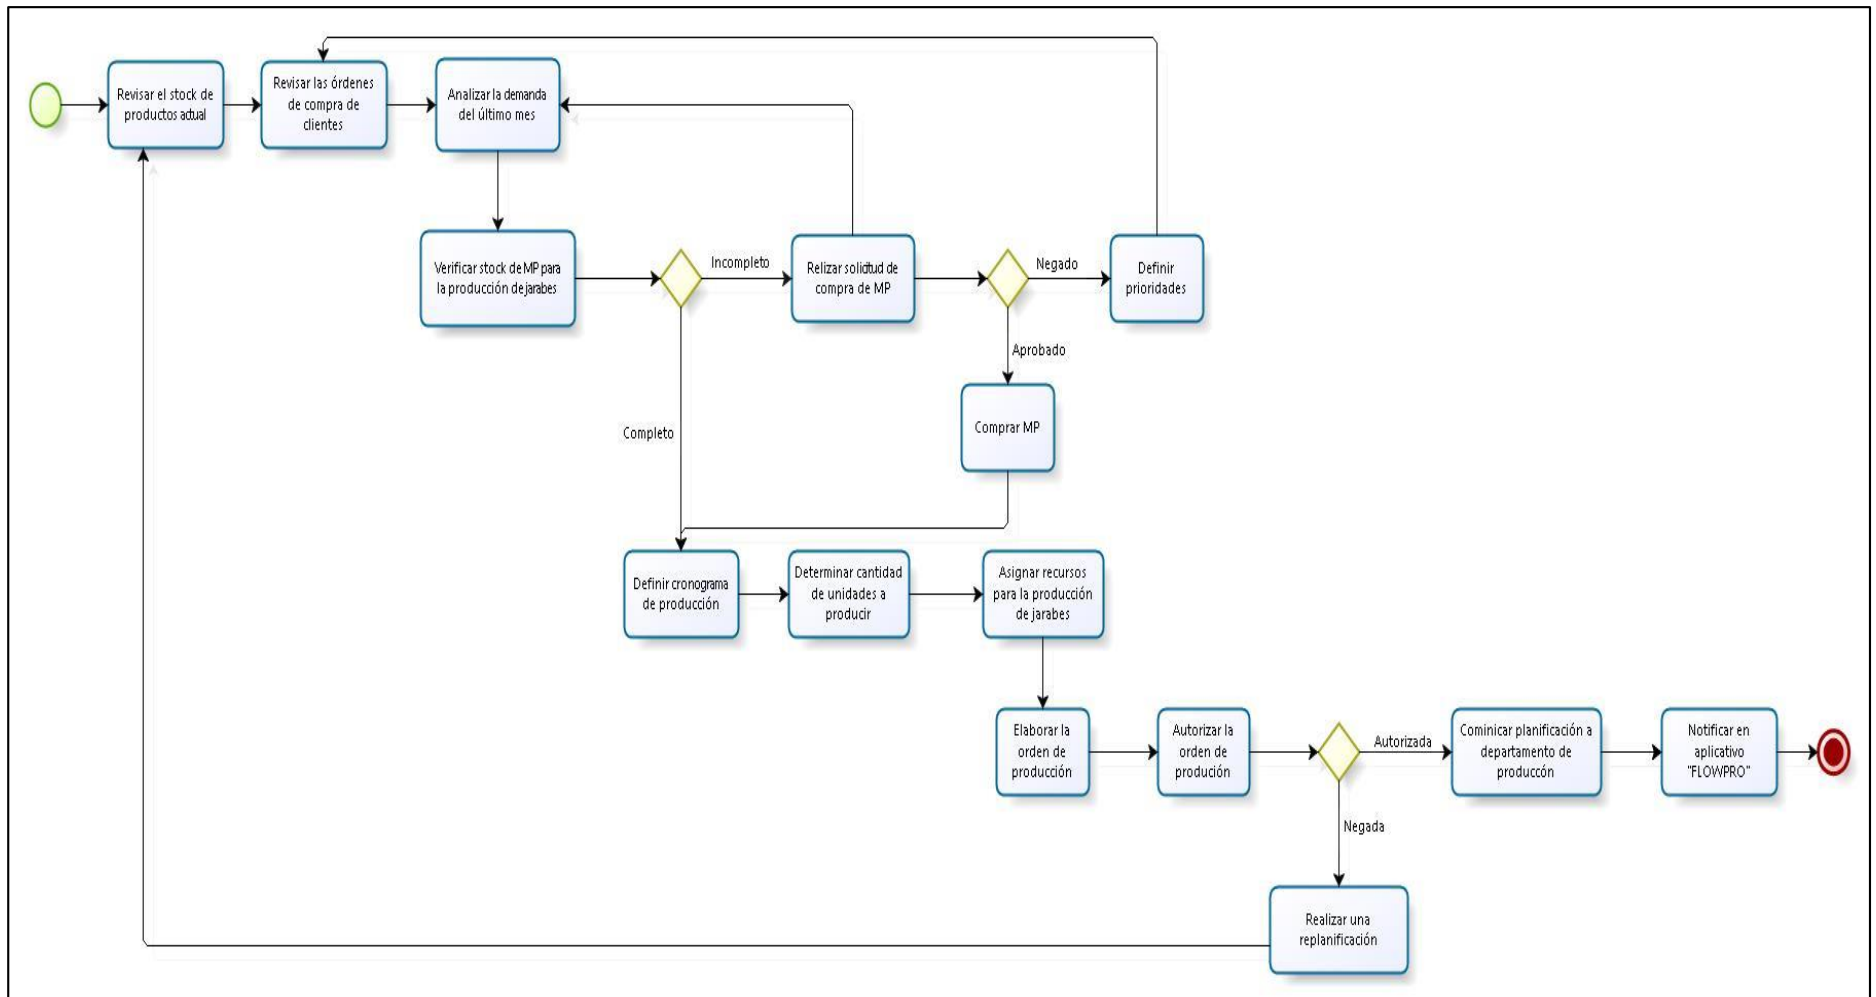 Revisar el stock de
productos actual
Revisar las órdenes
de compra de
clientes
Analizar la demanda
del último mes
Verificar stock de MP para
la producción de jarabes
Incompleto
Relizar solicitud de
compra de MP
Negado
Definir
prioridades
Aprobado
Comprar MP
Completo
Definir cronograma
de producción
Determinar cantidad
de unidades a
producir
Asignar recursos
para la producción
de jarabes
Elaborar la
orden de
producción
Autorizar la
orden de
produción
Autorizada
Cominicar planificación a
departamento de
produccón
Notificar en
aplicativo
"FLOWPRO"
Negada
Realizar una
replanificación